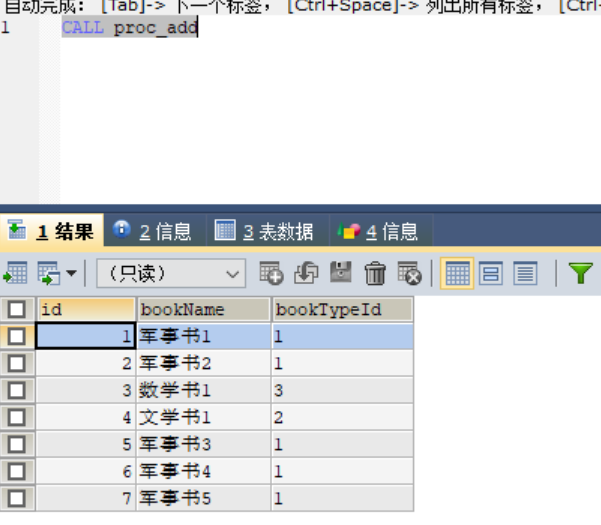 自动完成： [Tab]-> 下一个标签， [Ctrl+Space]-> 列出所有标签， [Ctrl-
1 CALL proc_add
1 结果 2 信息 3 表数据 4 信息
（只读）
id bookName bookTypeId
1 军事书1 1
2 军事书2 1
3 数学书1 3
4 文学书1 2
5 军事书3 1
6 军事书4 1
7 军事书5 1